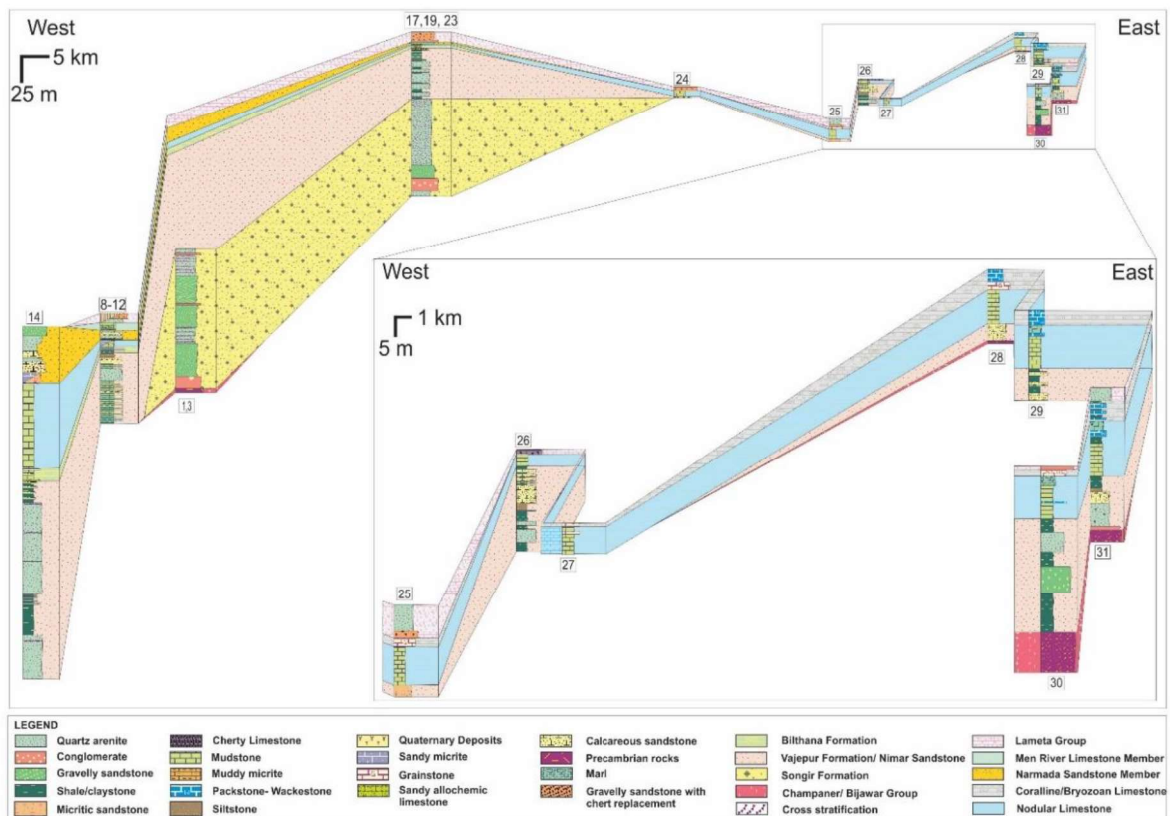 West
East
5 km
25 m
17, 19, 23
24
25
26
27
28
29
30
31
14
8-12
1,3
West
East
1 km
5 m
25
26
27
28
29
30
31
LEGEND
Quartz arenite
Conglomerate
Gravelly sandstone
Shale/claystone
Micritic sandstone
Cherty Limestone
Mudstone
Muddy micrite
Packstone- Wackestone
Siltstone
Quaternary Deposits
Sandy micrite
Grainstone
Sandy allochemic
limestone
Calcareous sandstone
Precambrian rocks
Marl
Gravelly sandstone with
chert replacement
Bilthana Formation
Vajepur Formation/ Nimar Sandstone
Songir Formation
Champaner/ Bijawar Group
Cross stratification
Lameta Group
Men River Limestone Member
Narmada Sandstone Member
Coralline/Bryozoan Limestone
Nodular Limestone